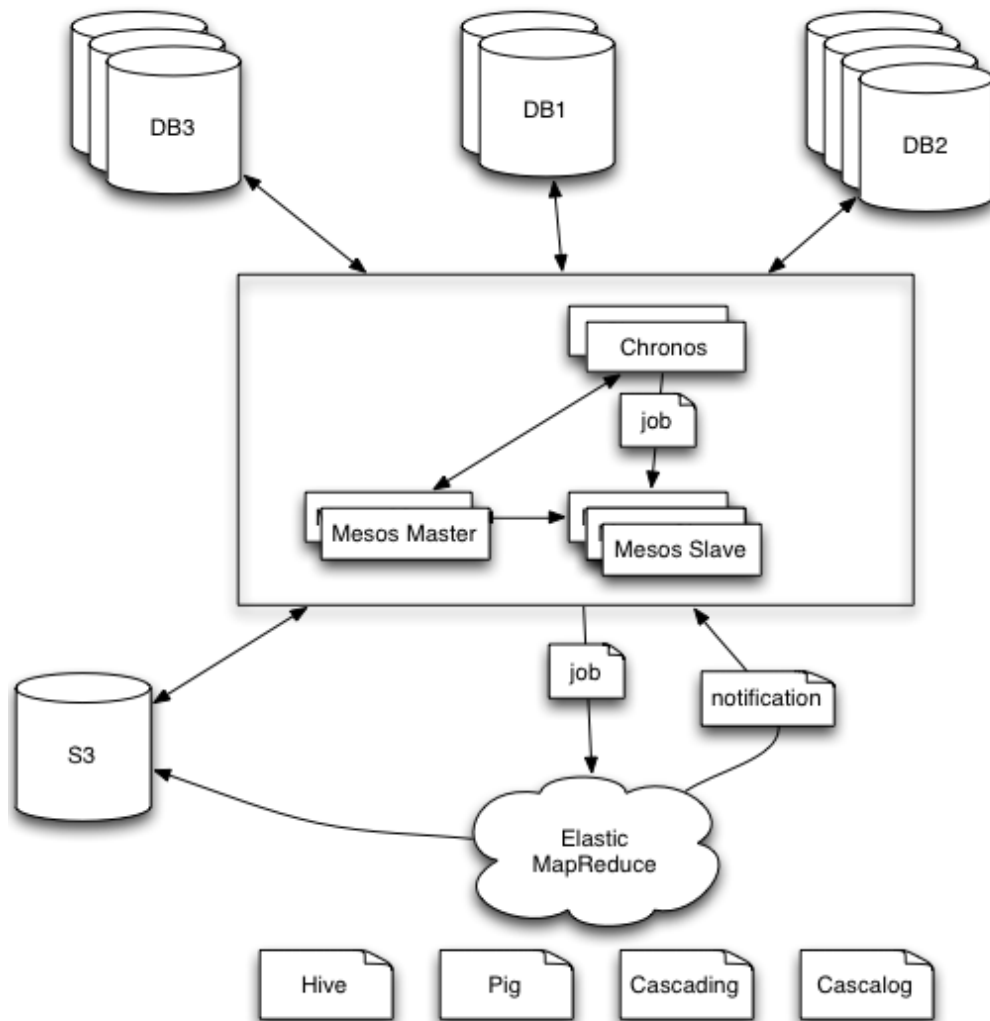 DB3
DB1
DB2
Chronos
job
Mesos Master
Mesos Slave
job
notification
S3
Elastic
MapReduce
Hive
Pig
Cascading
Cascalog